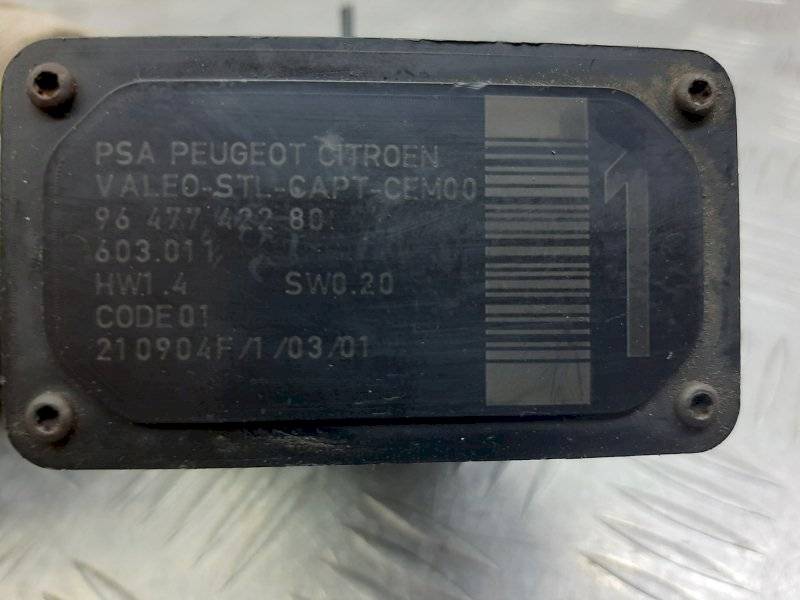 PSA PEUGEOT CITROEN
VALEO-STL-CAPT-CEM00
96 477 422 80
603.011
HW1.4 SW0.20
CODE01
210904F/1/03/01
1